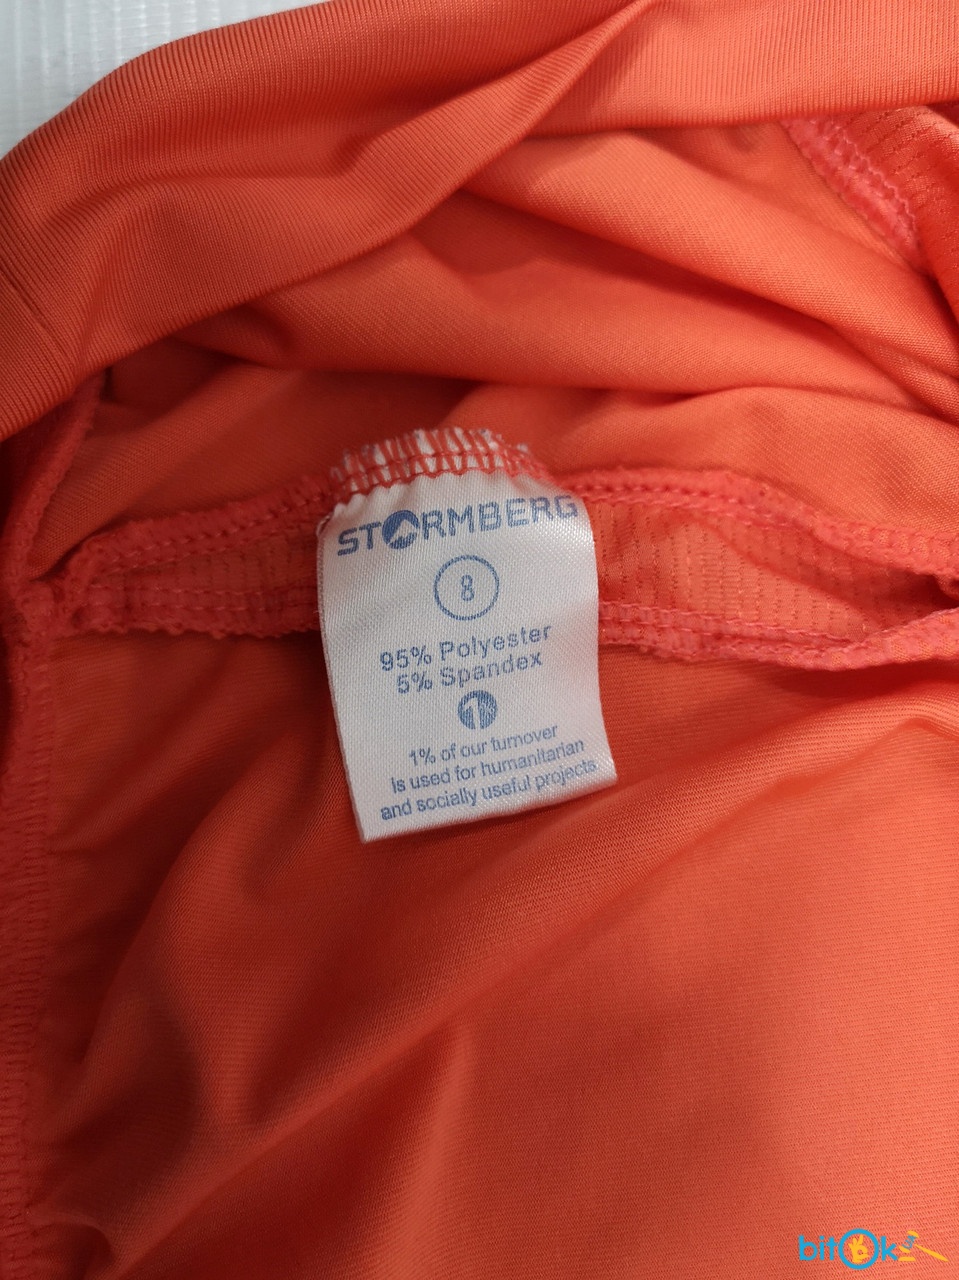 STORMBERG
8
95% Polyester
5% Spandex
1
1% of our turnover
is used for humanitarian
and socially useful projects
bitOk